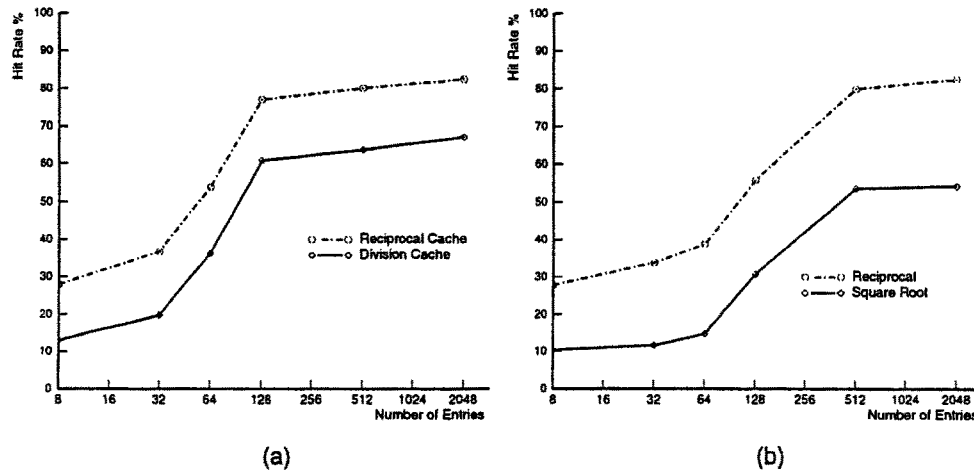 Hit Rate %
100
90
80
70
60
50
40
30
20
10
0
Reciprocal Cache
Division Cache
8 16 32 64 128 256 512 1024 2048
Number of Entries
(a)
Hit Rate %
100
90
80
70
60
50
40
30
20
10
0
Reciprocal
Square Root
8 16 32 64 128 256 512 1024 2048
Number of Entries
(b)